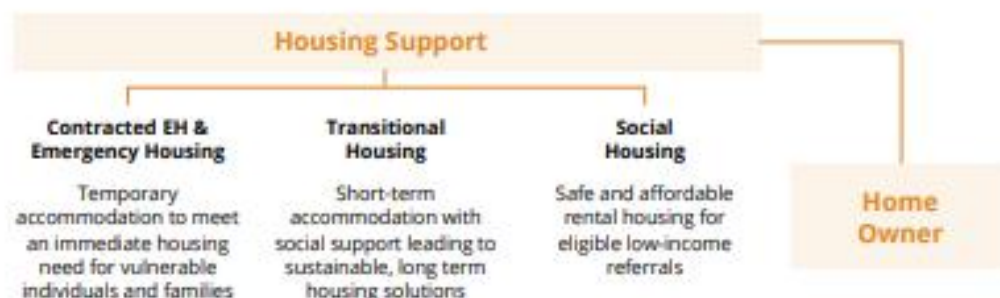 Housing Support
Contracted EH &
Emergency Housing
Temporary
accommodation to meet
an immediate housing
need for vulnerable
individuals and families
Transitional
Housing
Short-term
accommodation with
social support leading to
sustainable, long term
housing solutions
Social
Housing
Safe and affordable
rental housing for
eligible low-income
referrals
Home
Owner